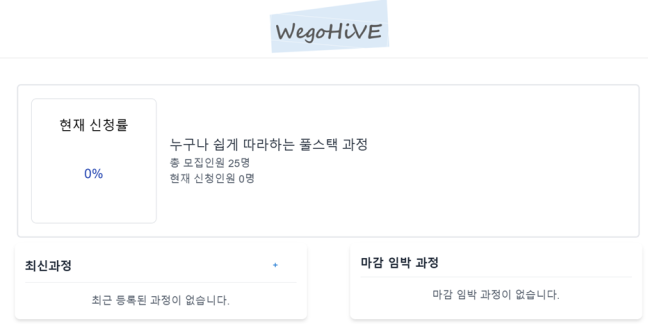 WegoHiVE
현재 신청률
0%
누구나 쉽게 따라하는 풀스택 과정
총 모집인원 25명
현재 신청인원 0명
최신과정
+
최근 등록된 과정이 없습니다.
마감 임박 과정
마감 임박 과정이 없습니다.